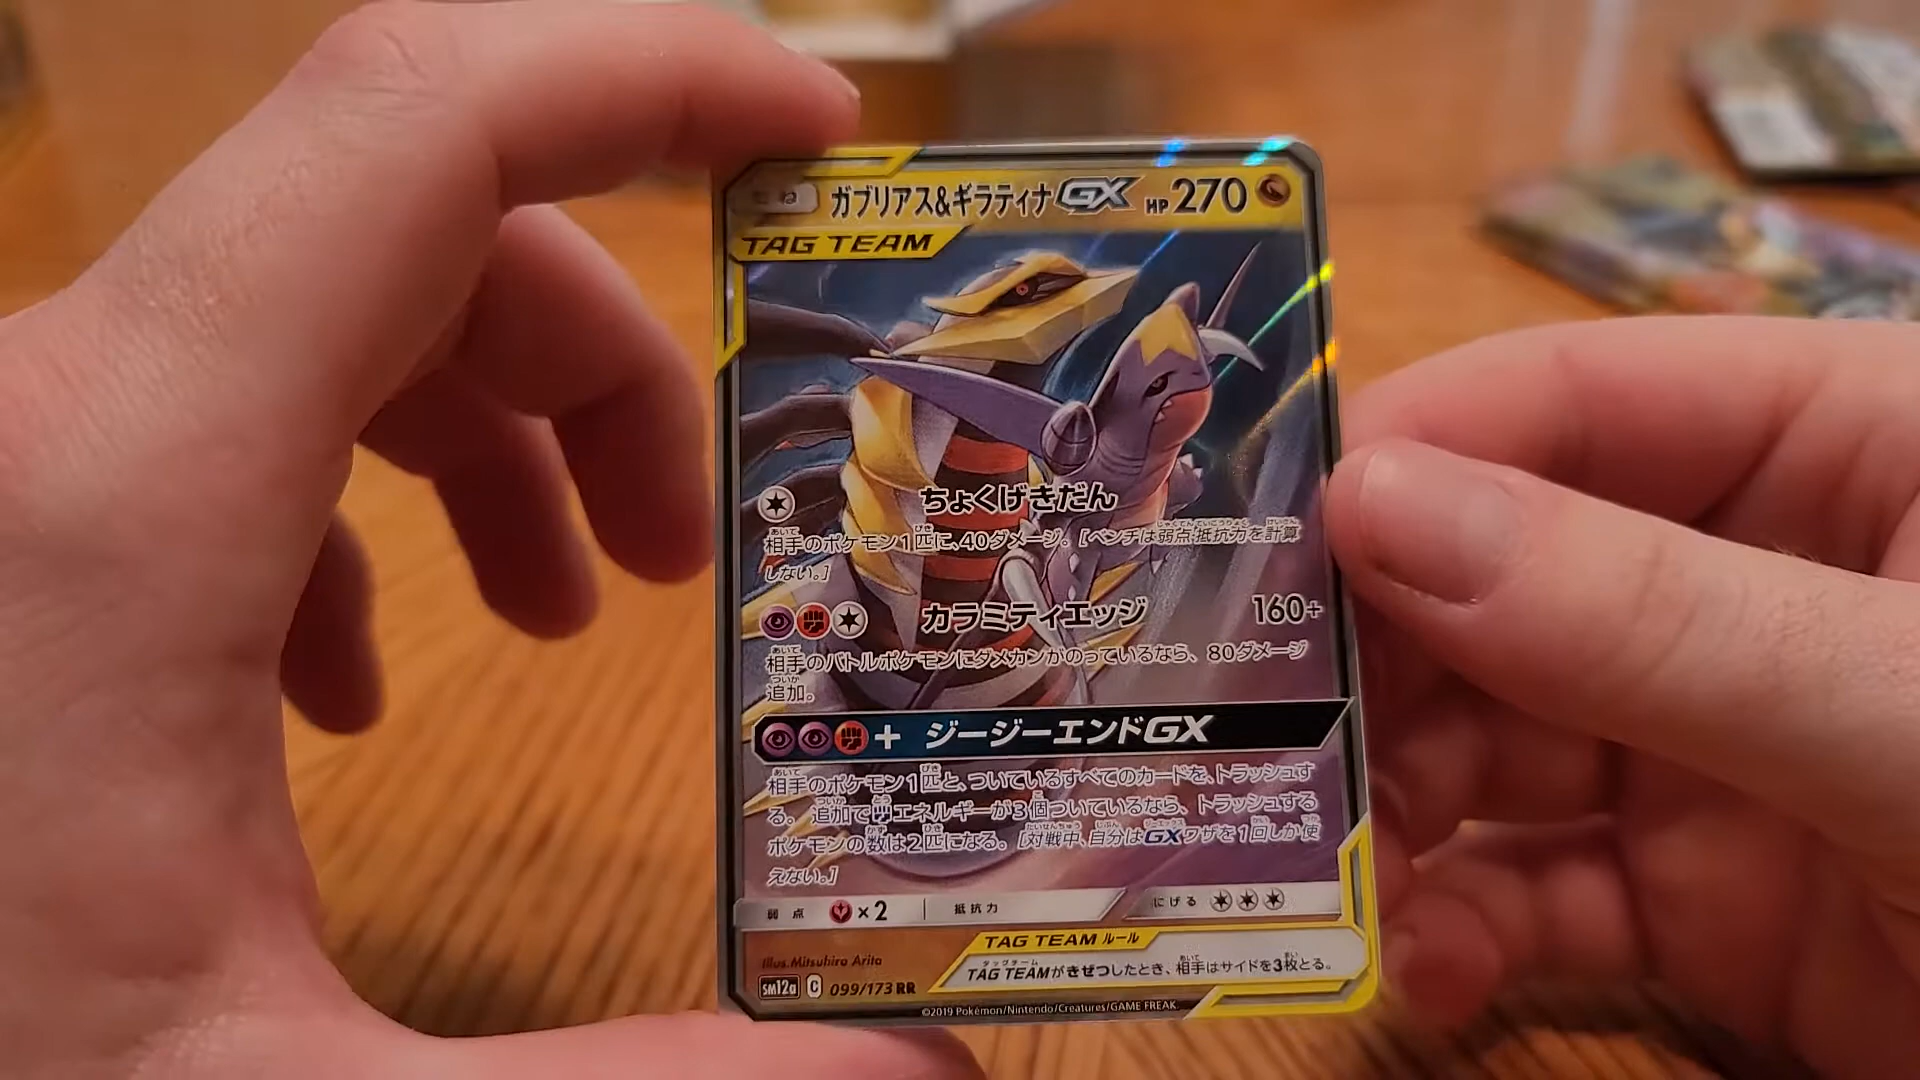 たね ガブリアス&ギラティナGX HP270
TAG TEAM
ちょくげきだん
相手のポケモン1匹に、40ダメージ。[ベンチは弱点・抵抗力を計算
しない。]
カラミティエッジ 160+
相手のバトルポケモンにダメカンがのっているなら、80ダメージ
追加。
+ ジージーエンドGX
相手のポケモン1匹と、ついているすべてのカードを、トラッシュす
る。追加でエネルギーが3個ついているなら、トラッシュする
ポケモンの数は2匹になる。[対戦中、自分はGXワザを1回しか使
えない。]
弱点 ×2 抵抗力 にげる
TAG TEAM ルール
Illus. Mitsuhiro Arita
TAG TEAMがきぜつしたとき、相手はサイドを3枚とる。
SM12a C 099/173 RR
©2019 Pokémon/Nintendo/Creatures/GAME FREAK.